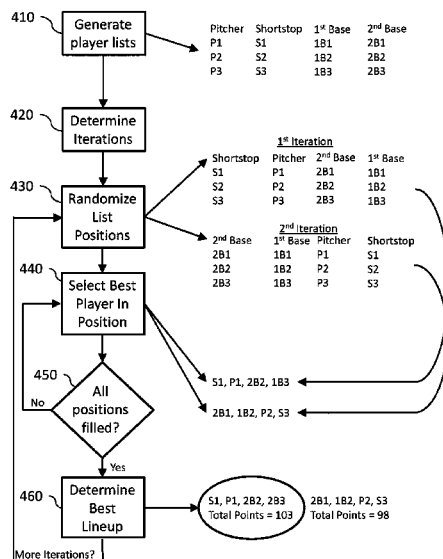 410
Generate
player lists
Pitcher Shortstop 1st Base 2nd Base
P1 S1 1B1 2B1
P2 S2 1B2 2B2
P3 S3 1B3 2B3
420
Determine
Iterations
1st Iteration
Shortstop Pitcher 2nd Base 1st Base
S1 P1 2B1 1B1
S2 P2 2B2 1B2
S3 P3 2B3 1B3
430
Randomize
List
Positions
2nd Iteration
2nd Base 1st Base Pitcher Shortstop
2B1 1B1 P1 S1
2B2 1B2 P2 S2
2B3 1B3 P3 S3
440
Select Best
Player In
Position
S1, P1, 2B2, 1B3
2B1, 1B2, P2, S3
450
All
positions
filled?
No
Yes
460
Determine
Best
Lineup
S1, P1, 2B2, 2B3
Total Points = 103
2B1, 1B2, P2, S3
Total Points = 98
More Iterations?